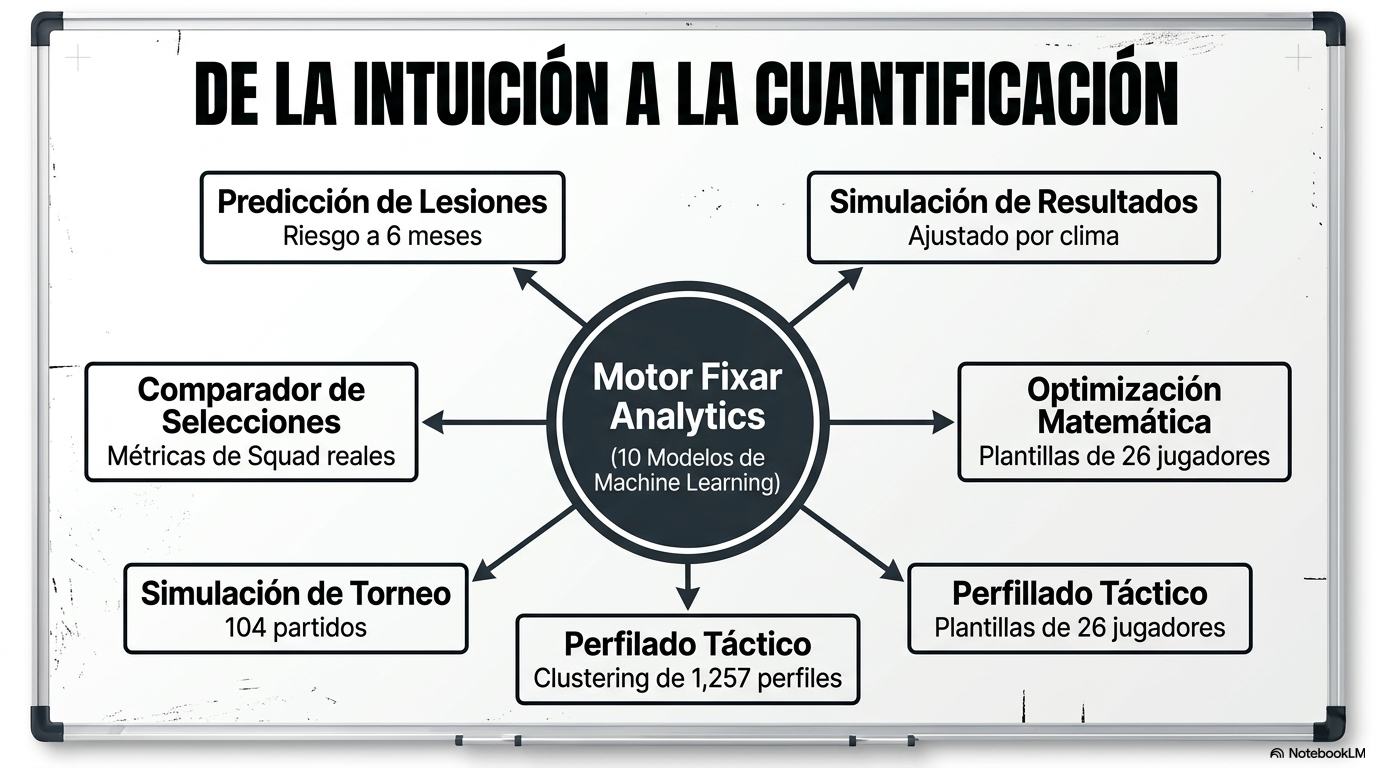 DE LA INTUICIÓN A LA CUANTIFICACIÓN
Predicción de Lesiones
Riesgo a 6 meses
Simulación de Resultados
Ajustado por clima
Motor Fixar
Analytics
(10 Modelos de
Machine Learning)
Comparador de
Selecciones
Métricas de Squad reales
Optimización
Matemática
Plantillas de 26 jugadores
Simulación de Torneo
104 partidos
Perfilado Táctico
Clustering de 1,257 perfiles
Perfillado Táctico
Plantillas de 26 jugadores
NotebookLM